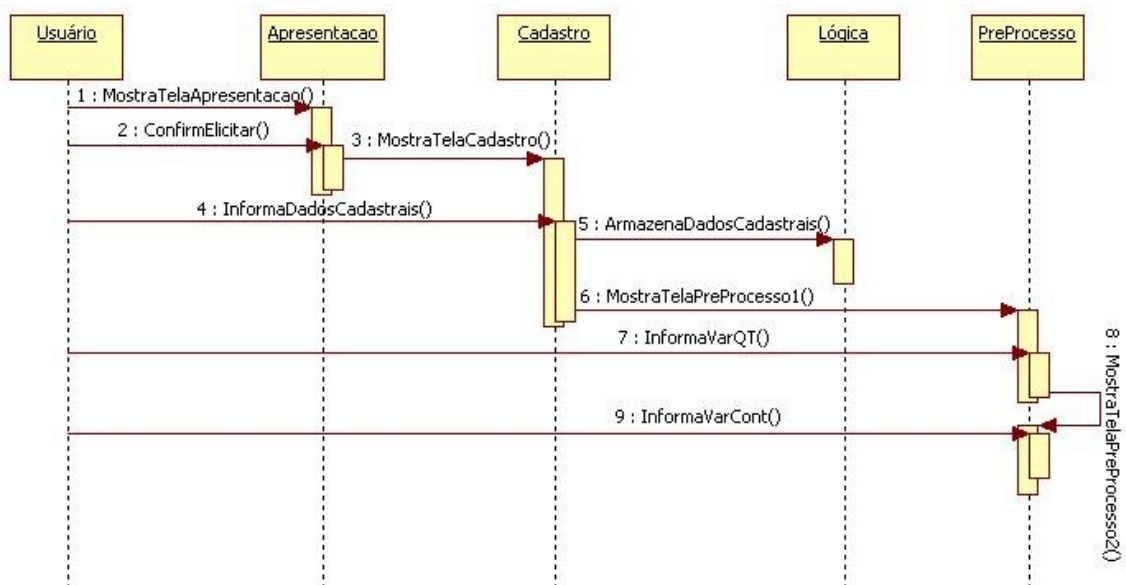 Usuário
Apresentacao
Cadastro
Lógica
PreProcesso
1 : MostraTelaApresentacao()
2 : ConfirmElicitar()
3 : MostraTelaCadastro()
4 : InformaDadosCadastrais()
5 : ArmazenaDadosCadastrais()
6 : MostraTelaPreProcesso1()
7 : InformaVarQT()
8 : MostraTelaPreProcesso2()
9 : InformaVarCont()